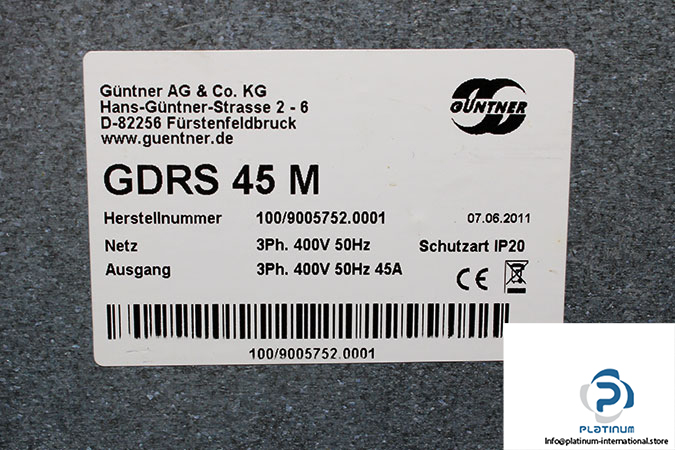 Güntner AG & Co. KG
Hans-Güntner-Strasse 2 - 6
D-82256 Fürstenfeldbruck
www.guentner.de
GÜNTNER
GDRS 45 M
Herstellnummer 100/9005752.0001 07.06.2011
Netz 3Ph. 400V 50Hz Schutzart IP20
Ausgang 3Ph. 400V 50Hz 45A CE
100/9005752.0001
PLATINUM
Info@platinum-international.store